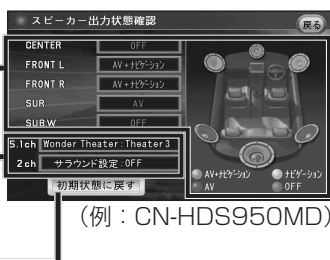 スピーカー出力状態確認
戻る
CENTER OFF
FRONT L AV+ﾅﾋﾞｹﾞｰｼｮﾝ
FRONT R AV+ﾅﾋﾞｹﾞｰｼｮﾝ
SUR AV
SUB.W OFF
5.1ch Wonder Theater:Theater3
2ch サラウンド設定:OFF
AV+ﾅﾋﾞｹﾞｰｼｮﾝ ﾅﾋﾞｹﾞｰｼｮﾝ
AV OFF
初期状態に戻す
(例：CN-HDS950MD)